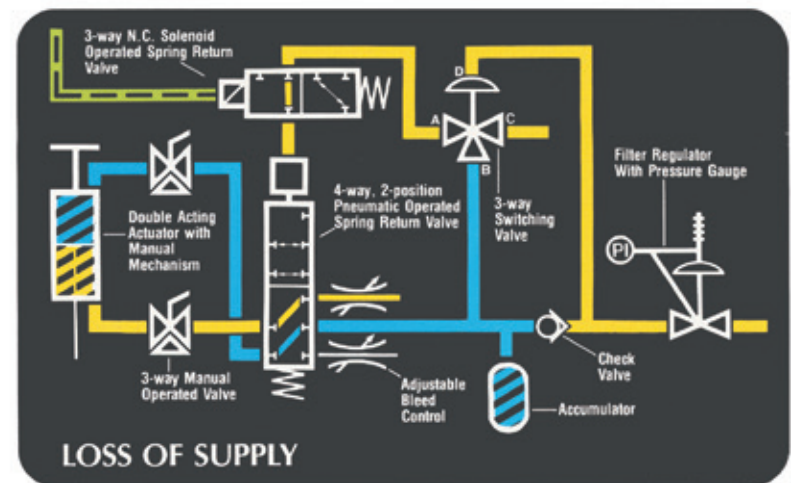 3-way N.C. Solenoid
Operated Spring Return
Valve
D
A
C
B
Filter Regulator
With Pressure Gauge
4-way, 2-position
Pneumatic Operated
Spring Return Valve
3-way
Switching
Valve
Double Acting
Actuator with
Manual
Mechanism
PI
3-way Manual
Operated Valve
Adjustable
Bleed
Control
Check
Valve
Accumulator
LOSS OF SUPPLY